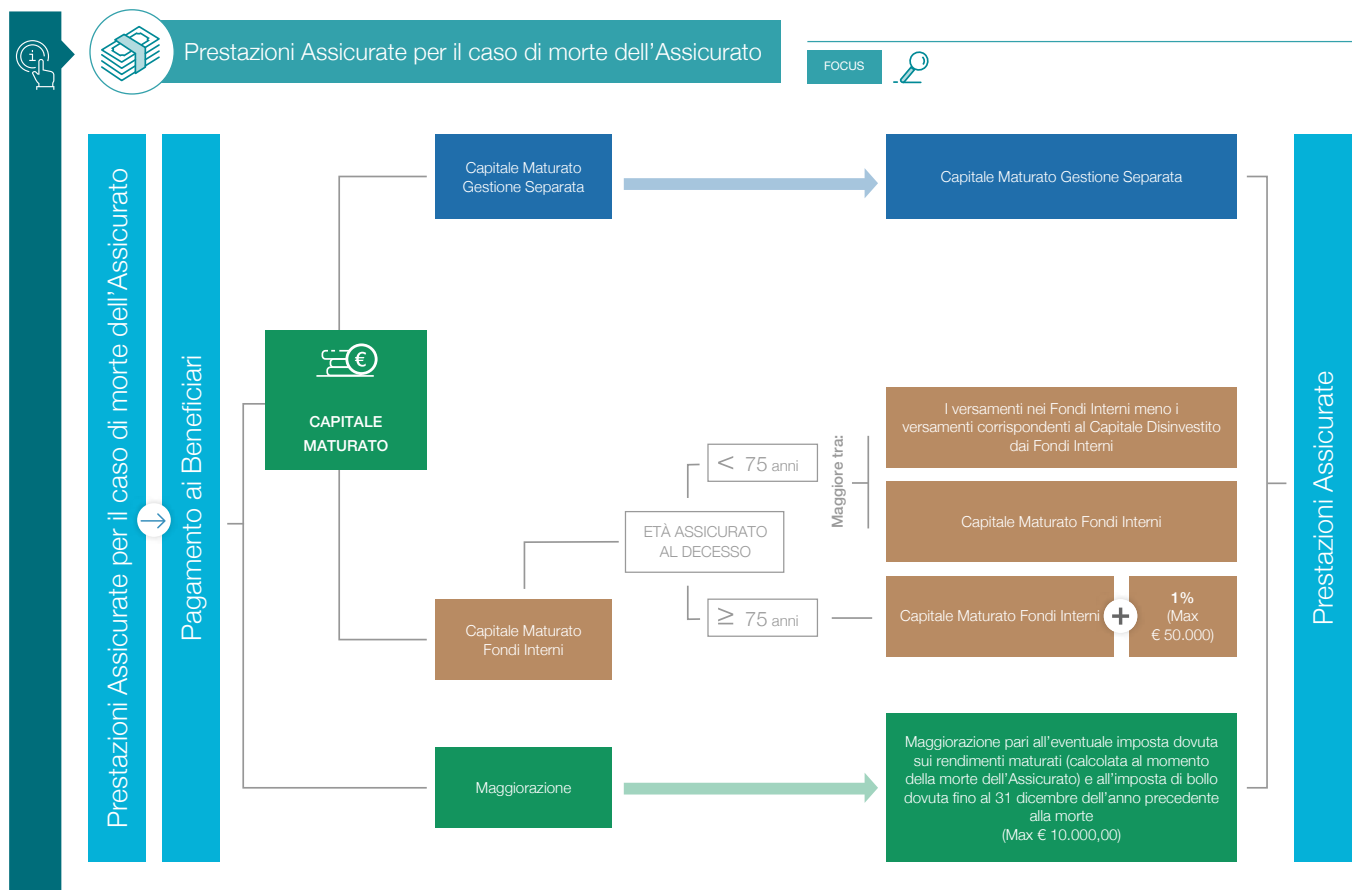 Prestazioni Assicurate per il caso di morte dell'Assicurato
FOCUS
Prestazioni Assicurate per il caso di morte dell'Assicurato
Pagamento ai Beneficiari
CAPITALE
MATURATO
Capitale Maturato
Gestione Separata
Capitale Maturato Gestione Separata
Capitale Maturato
Fondi Interni
ETÀ ASSICURATO
AL DECESSO
< 75 anni
Maggiore tra:
I versamenti nei Fondi Interni meno i
versamenti corrispondenti al Capitale Disinvestito
dai Fondi Interni
Capitale Maturato Fondi Interni
≥ 75 anni
Capitale Maturato Fondi Interni
+
1%
(Max
€ 50.000)
Maggiorazione
Maggiorazione pari all'eventuale imposta dovuta
sui rendimenti maturati (calcolata al momento
della morte dell'Assicurato) e all'imposta di bollo
dovuta fino al 31 dicembre dell'anno precedente
alla morte
(Max € 10.000,00)
Prestazioni Assicurate